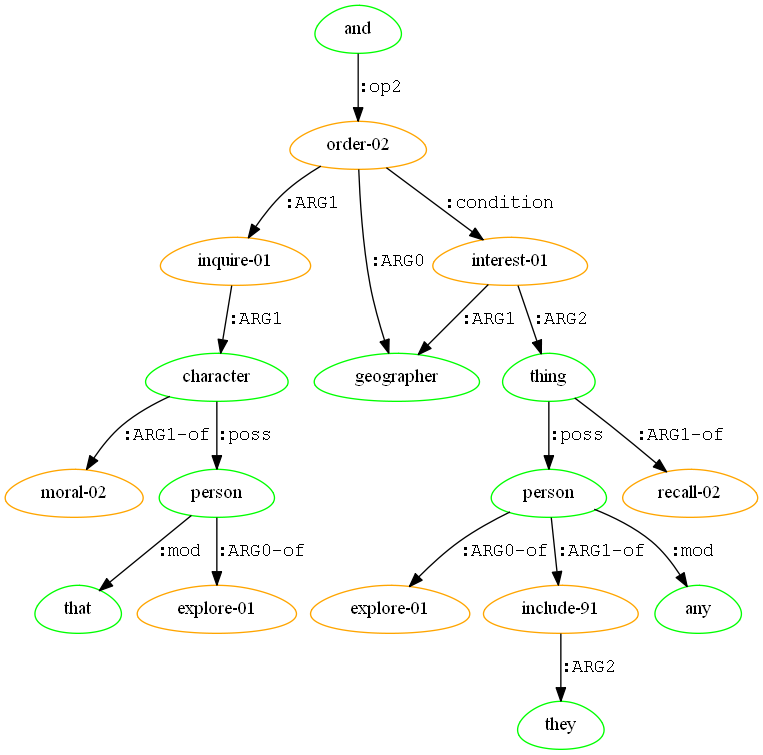 and
:op2
order-02
:ARG1
:ARG0
:condition
inquire-01
interest-01
:ARG1
:ARG1
:ARG2
character
geographer
thing
:ARG1-of
:poss
:poss
:ARG1-of
moral-02
person
person
recall-02
:mod
:ARG0-of
:ARG0-of
:ARG1-of
:mod
that
explore-01
explore-01
include-91
any
:ARG2
they